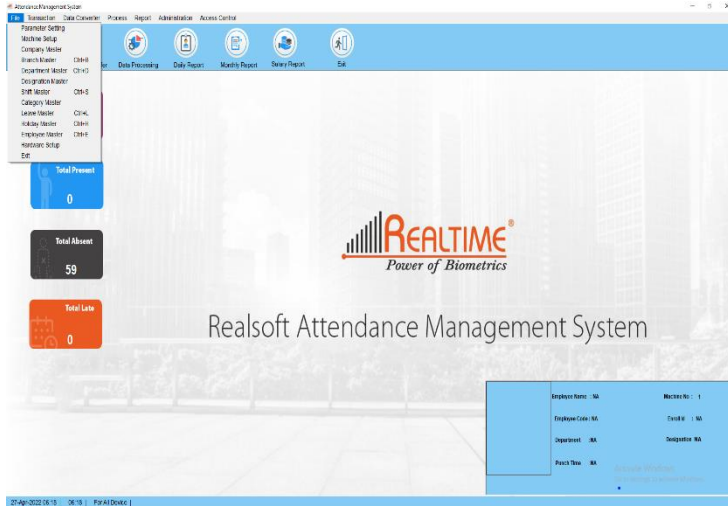 Attendance Management System
File Transaction Data Converter Process Report Administration Access Control
Parameter Setting
Machine Setup
Company Master
Branch Master Ctrl+B
Department Master Ctrl+D
Designation Master
Shift Master Ctrl+S
Category Master
Leave Master Ctrl+L
Holiday Master Ctrl+H
Employee Master Ctrl+E
Hardware Setup
Exit
Data Processing Daily Report Monthly Report Salary Report Exit
Total Present
0
Total Absent
59
Total Late
0
REALTIME®
Power of Biometrics
Realsoft Attendance Management System
Employee Name : NA Machine No : 1
Employee Code : NA Enroll Id : NA
Department : NA Designation NA
Punch Time : NA
Activate Windows
27-Apr-2022 06:18 | 06:18 | For All Device |